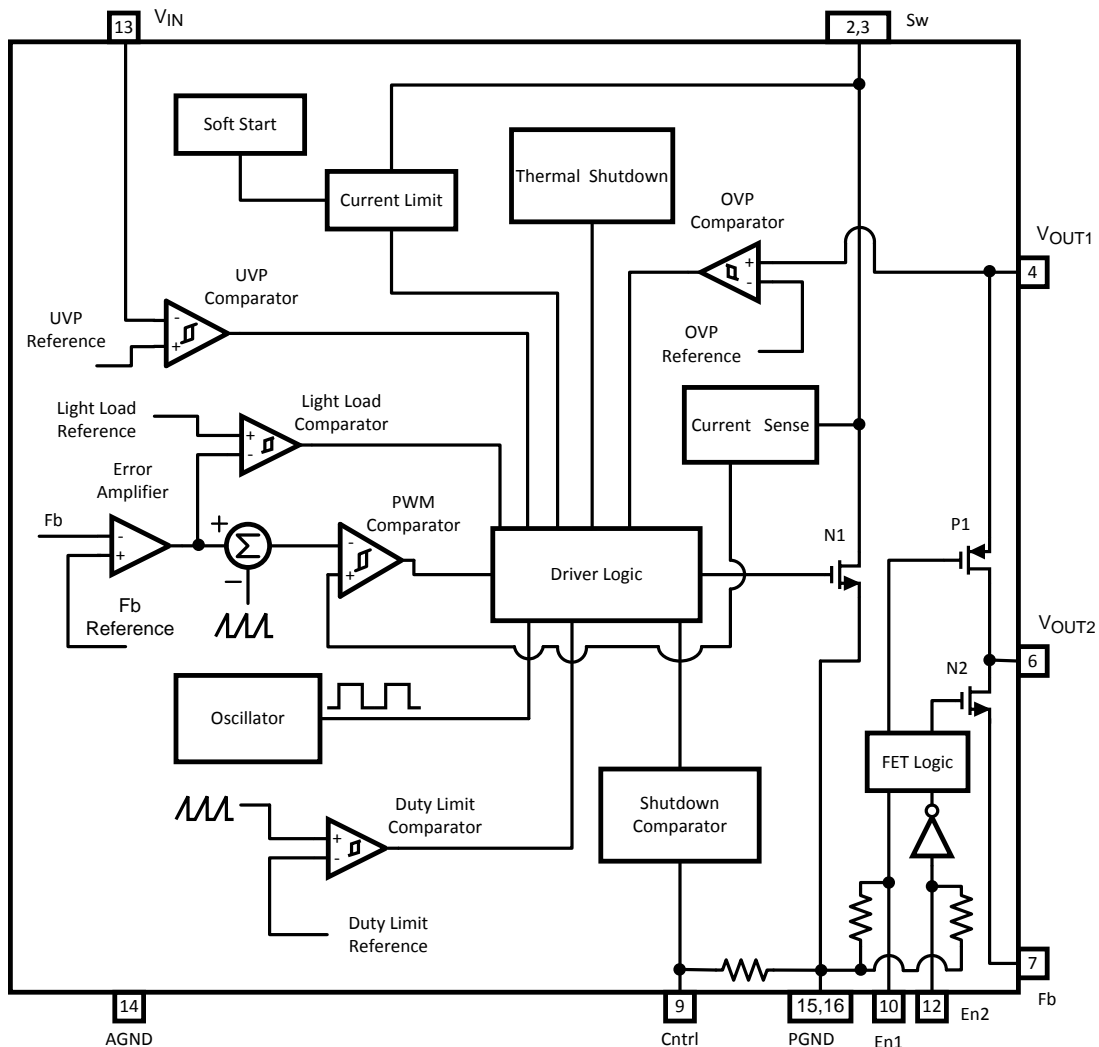 13
VIN
2,3
Sw
Soft Start
Current Limit
Thermal Shutdown
OVP
Comparator
+
-
VOUT1
4
UVP
Comparator
UVP
Reference
-
+
OVP
Reference
Light Load
Reference
Light Load
Comparator
+
-
Current Sense
Error
Amplifier
Fb
-
+
+
Σ
−
PWM
Comparator
-
+
Driver Logic
N1
P1
Fb
Reference
VOUT2
6
N2
Oscillator
FET Logic
Shutdown
Comparator
Duty Limit
Comparator
+
-
Duty Limit
Reference
7
Fb
14
AGND
9
Cntrl
15,16
PGND
10
En1
12
En2